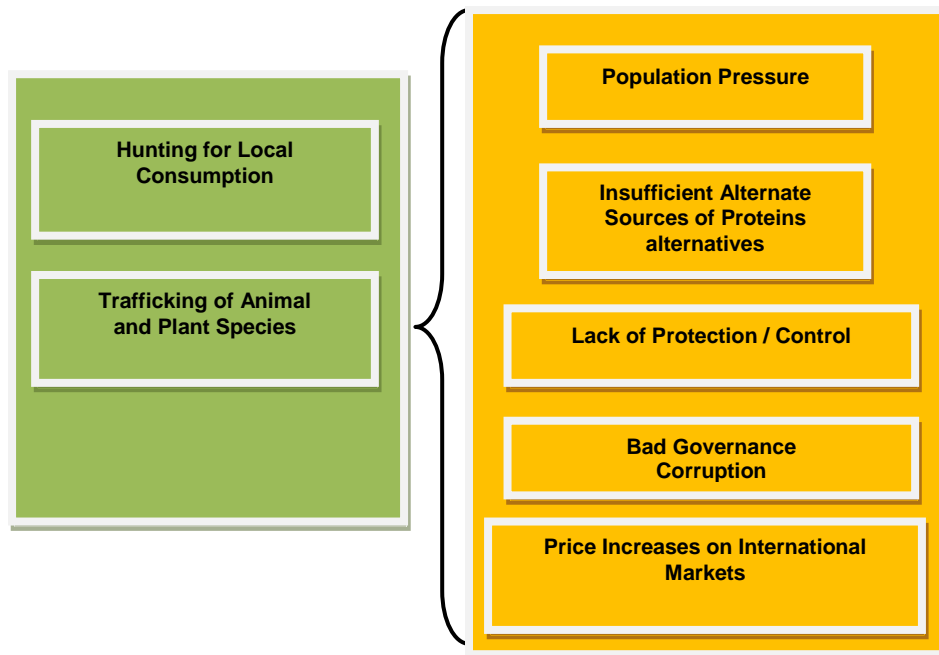 Hunting for Local
Consumption
Trafficking of Animal
and Plant Species
Population Pressure
Insufficient Alternate
Sources of Proteins
alternatives
Lack of Protection / Control
Bad Governance
Corruption
Price Increases on International
Markets